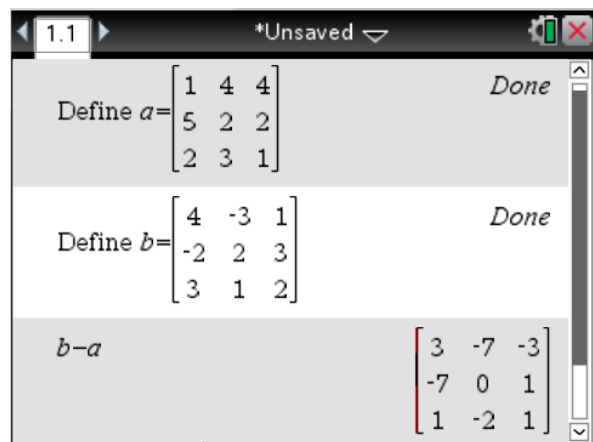 1.1 *Unsaved
Define a=[1 4 4
5 2 2
2 3 1] Done
Define b=[4 -3 1
-2 2 3
3 1 2] Done
b−a [3 -7 -3
-7 0 1
1 -2 1]